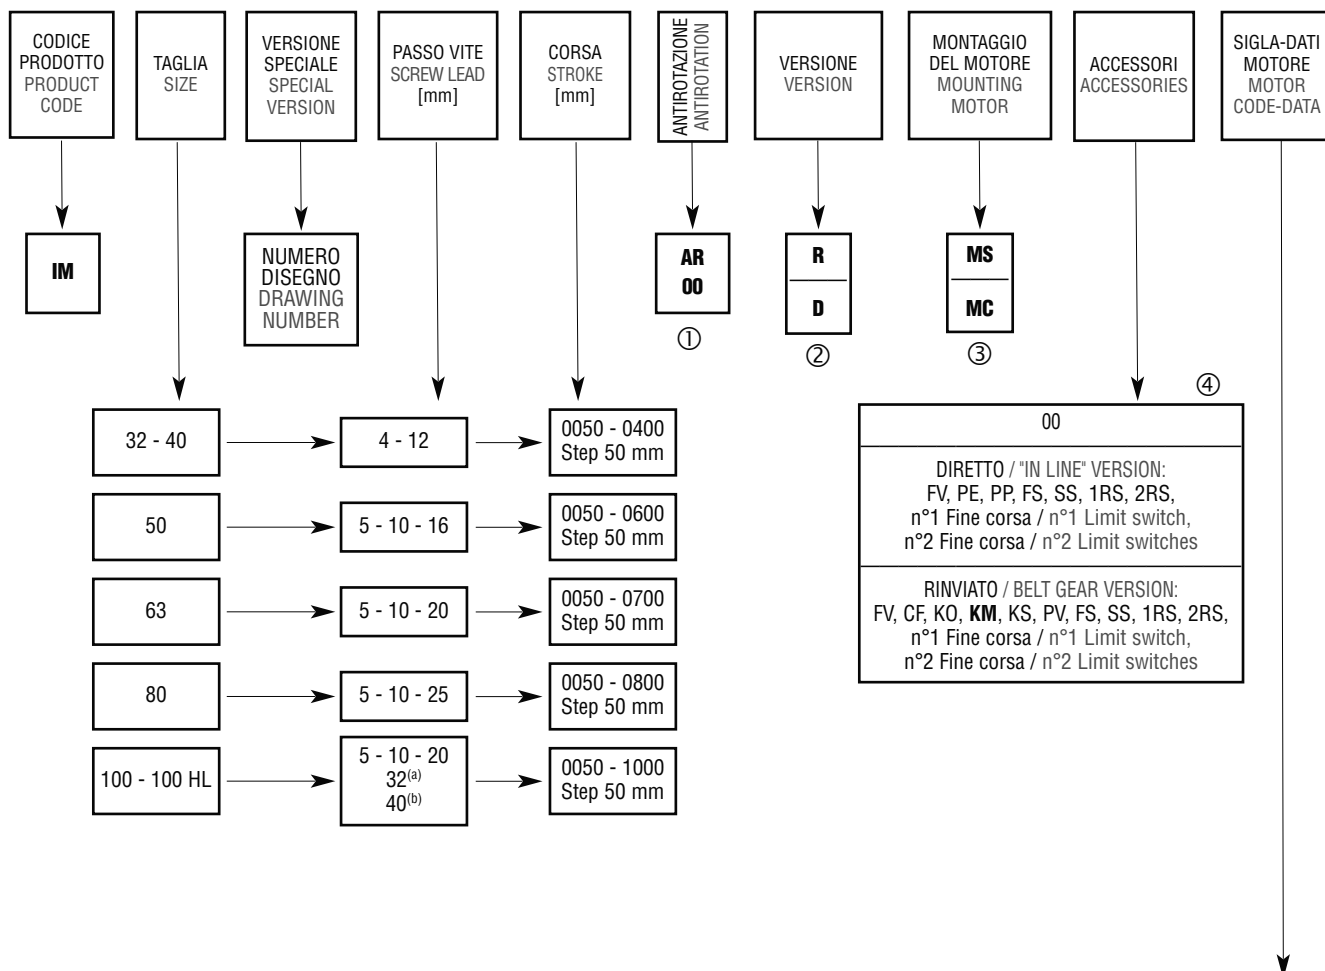 CODICE
PRODOTTO
PRODUCT
CODE
TAGLIA
SIZE
VERSIONE
SPECIALE
SPECIAL
VERSION
PASSO VITE
SCREW LEAD
[mm]
CORSA
STROKE
[mm]
ANTIROTAZIONE
ANTIROTATION
VERSIONE
VERSION
MONTAGGIO
DEL MOTORE
MOUNTING
MOTOR
ACCESSORI
ACCESSORIES
SIGLA-DATI
MOTORE
MOTOR
CODE-DATA
IM
NUMERO
DISEGNO
DRAWING
NUMBER
AR
00
①
R
D
②
MS
MC
③
④
00
DIRETTO / "IN LINE" VERSION:
FV, PE, PP, FS, SS, 1RS, 2RS,
n°1 Fine corsa / n°1 Limit switch,
n°2 Fine corsa / n°2 Limit switches
RINVIATO / BELT GEAR VERSION:
FV, CF, KO, KM, KS, PV, FS, SS, 1RS, 2RS,
n°1 Fine corsa / n°1 Limit switch,
n°2 Fine corsa / n°2 Limit switches
32 - 40
4 - 12
0050 - 0400
Step 50 mm
50
5 - 10 - 16
0050 - 0600
Step 50 mm
63
5 - 10 - 20
0050 - 0700
Step 50 mm
80
5 - 10 - 25
0050 - 0800
Step 50 mm
100 - 100 HL
5 - 10 - 20
32(a)
40(b)
0050 - 1000
Step 50 mm